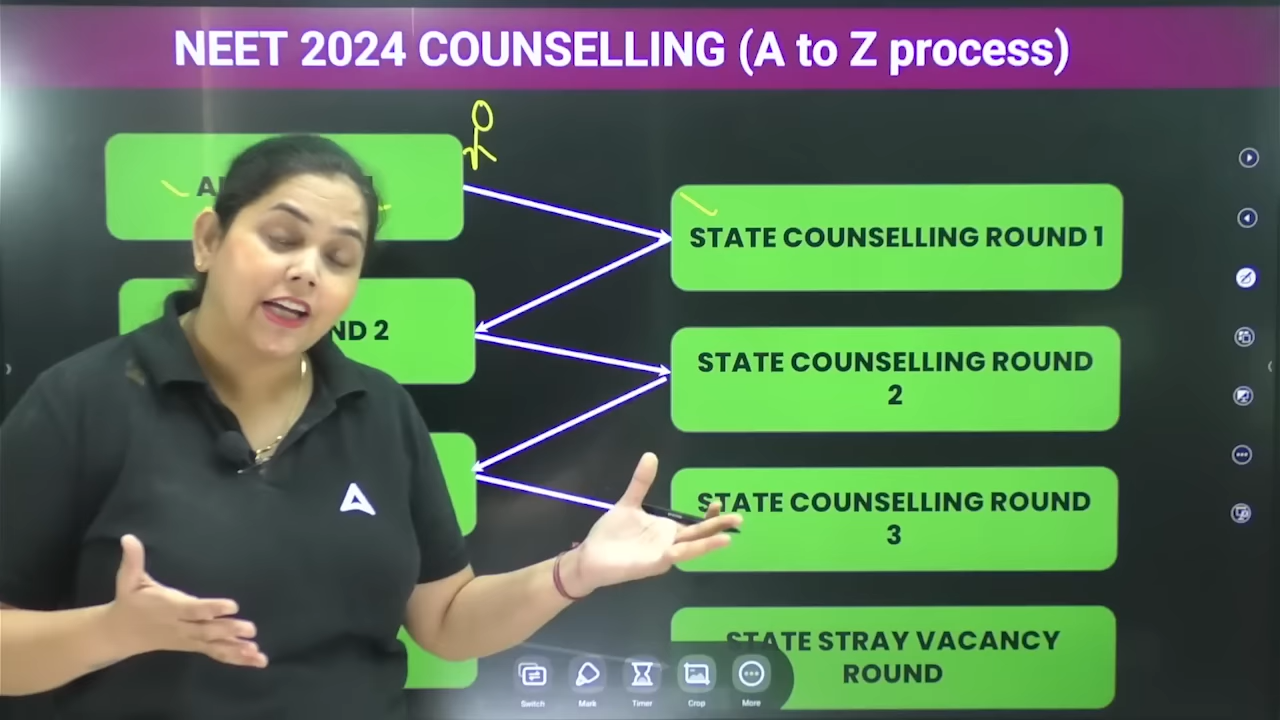 NEET 2024 COUNSELLING (A to Z process)
STATE COUNSELLING ROUND 1
ND 2
STATE COUNSELLING ROUND
2
STATE COUNSELLING ROUND
3
STATE STRAY VACANCY
ROUND
Switch
Mark
Timer
Crop
More